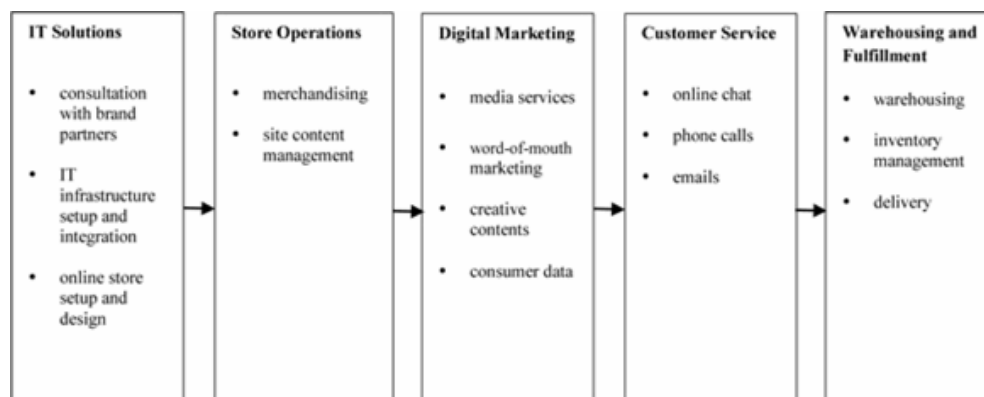 IT Solutions
• consultation
with brand
partners
• IT
infrastructure
setup and
integration
• online store
setup and
design
Store Operations
• merchandising
• site content
management
Digital Marketing
• media services
• word-of-mouth
marketing
• creative
contents
• consumer data
Customer Service
• online chat
• phone calls
• emails
Warehousing and
Fulfillment
• warehousing
• inventory
management
• delivery